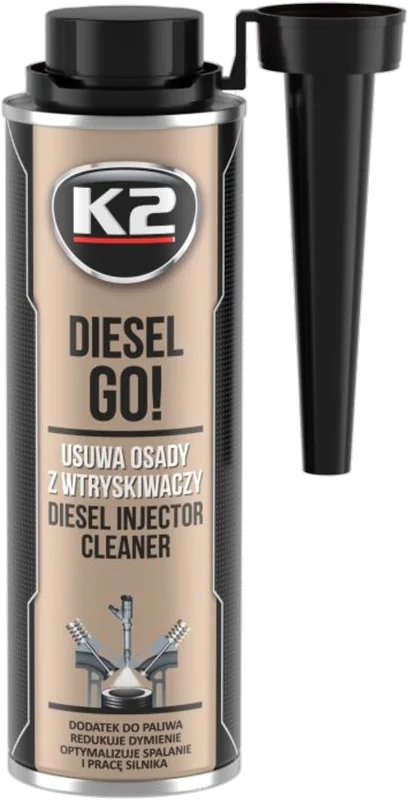 K2
DIESEL
GO!
USUWA OSADY
Z WTRYSKIWACZY
DIESEL INJECTOR
CLEANER
DODATEK DO PALIWA
REDUKUJE DYMIENIE
OPTYMALIZUJE SPALANIE
I PRACĘ SILNIKA